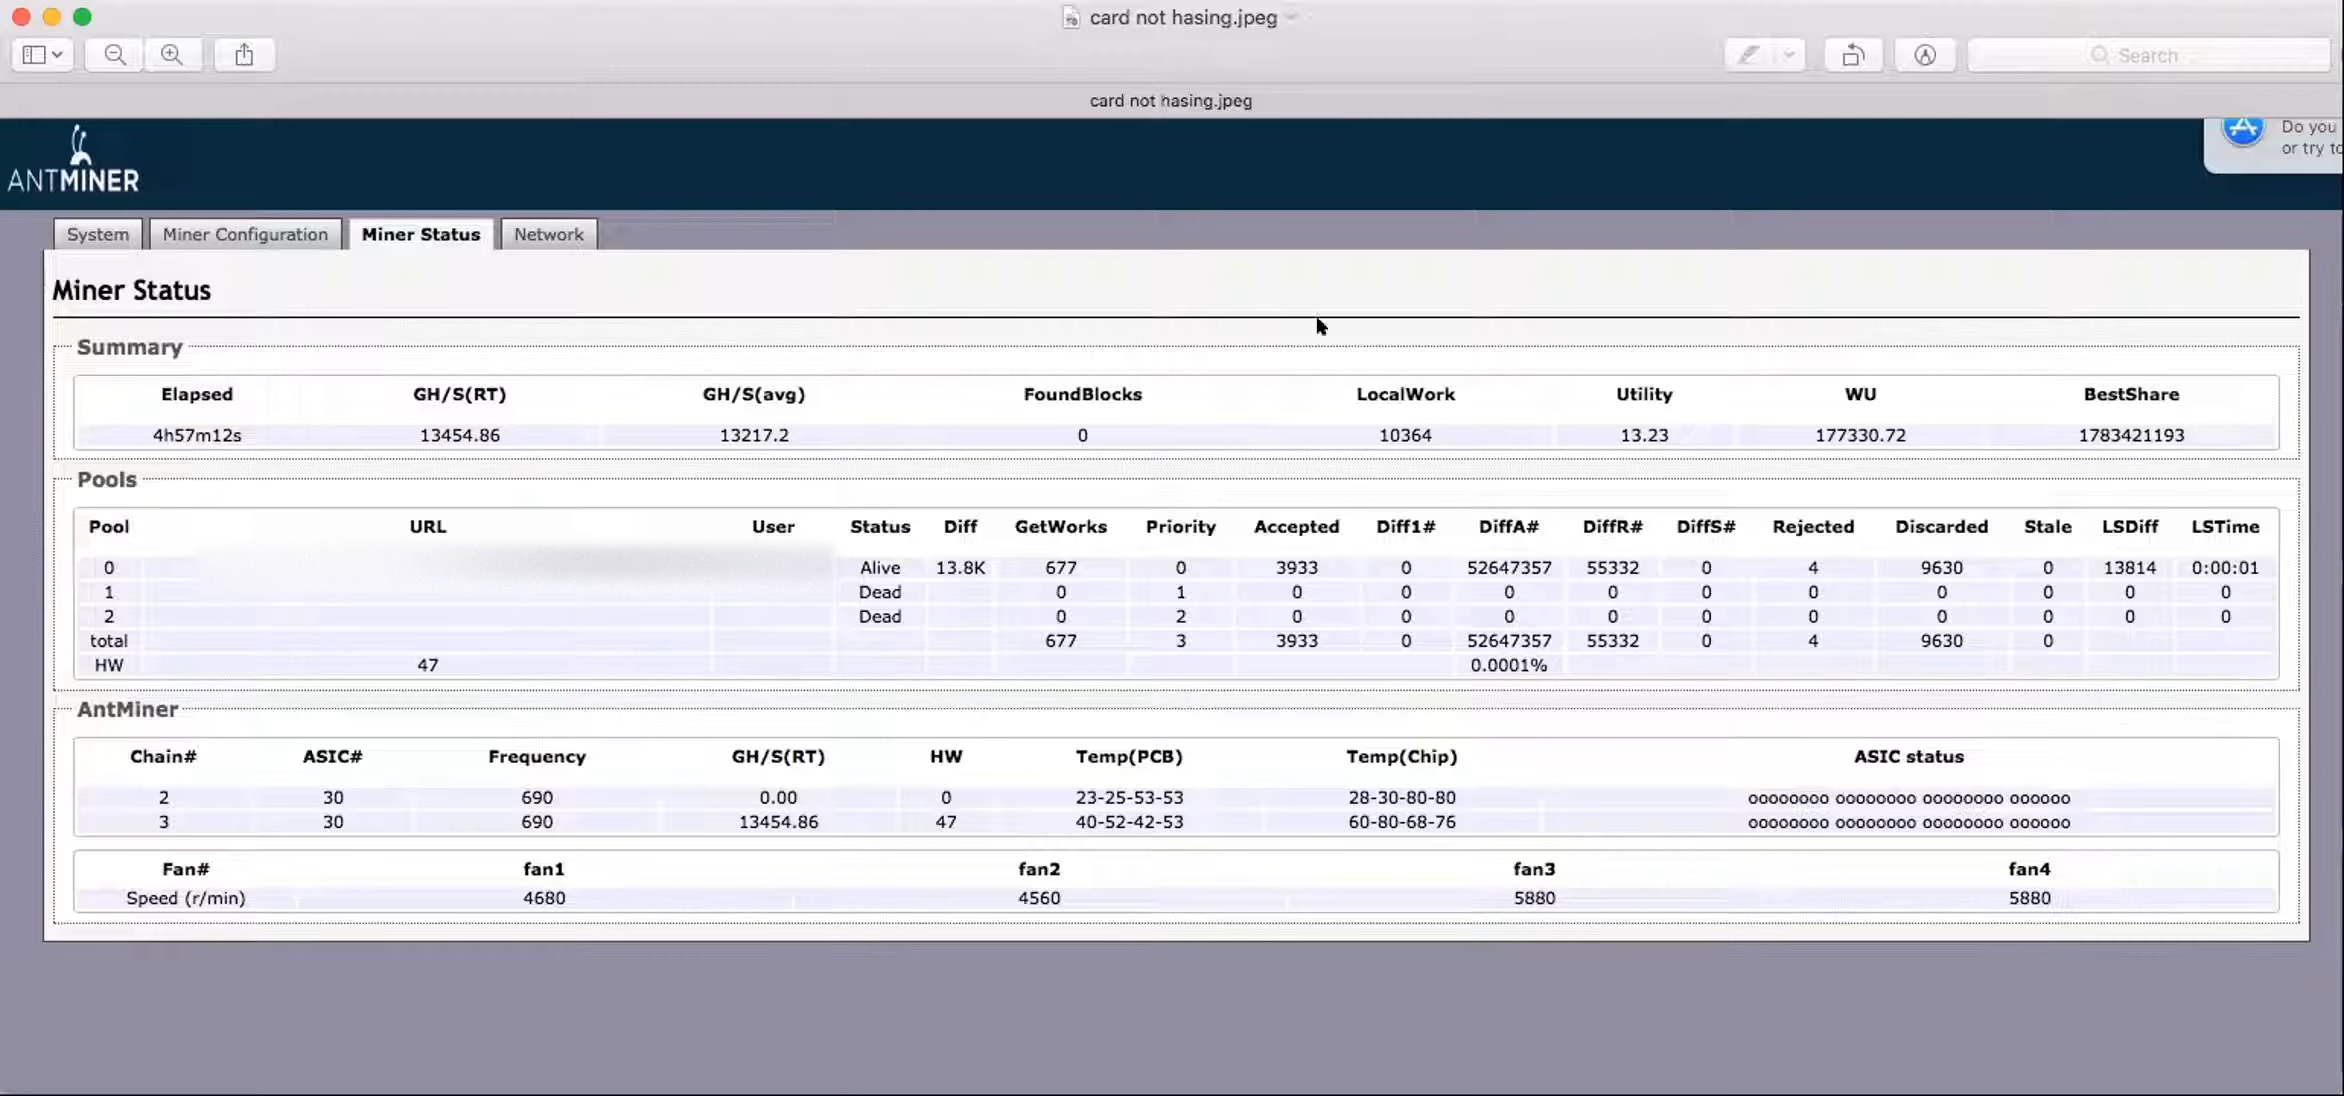 card not hasing.jpeg
Search
card not hasing.jpeg
Do you
or try to
ANTMINER
System Miner Configuration Miner Status Network
Miner Status
Summary
Elapsed GH/S(RT) GH/S(avg) FoundBlocks LocalWork Utility WU BestShare
4h57m12s 13454.86 13217.2 0 10364 13.23 177330.72 1783421193
Pools
Pool URL User Status Diff GetWorks Priority Accepted Diff1# DiffA# DiffR# DiffS# Rejected Discarded Stale LSDiff LSTime
0 Alive 13.8K 677 0 3933 0 52647357 55332 0 4 9630 0 13814 0:00:01
1 Dead 0 1 0 0 0 0 0 0 0 0 0 0
2 Dead 0 2 0 0 0 0 0 0 0 0 0 0
total 677 3 3933 0 52647357 55332 0 4 9630 0
HW 47 0.0001%
AntMiner
Chain# ASIC# Frequency GH/S(RT) HW Temp(PCB) Temp(Chip) ASIC status
2 30 690 0.00 0 23-25-53-53 28-30-80-80 oooooooo oooooooo oooooooo oooooo
3 30 690 13454.86 47 40-52-42-53 60-80-68-76 oooooooo oooooooo oooooooo oooooo
Fan# fan1 fan2 fan3 fan4
Speed (r/min) 4680 4560 5880 5880